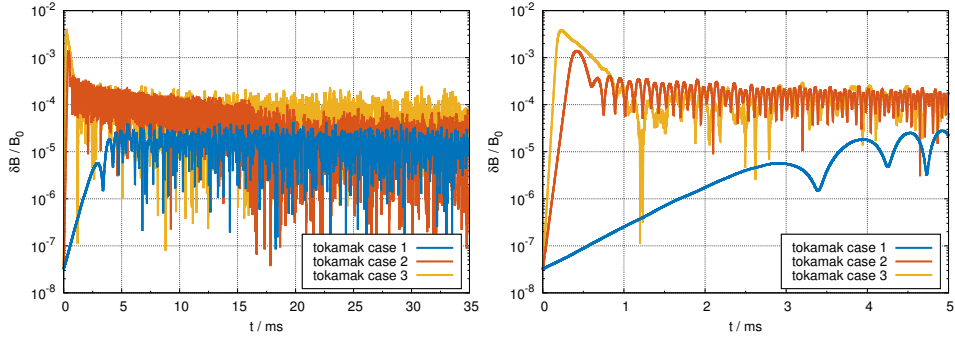 δB / B0
10-2
10-3
10-4
10-5
10-6
10-7
10-8
0 5 10 15 20 25 30 35
t / ms
tokamak case 1
tokamak case 2
tokamak case 3
δB / B0
10-2
10-3
10-4
10-5
10-6
10-7
10-8
0 1 2 3 4 5
t / ms
tokamak case 1
tokamak case 2
tokamak case 3